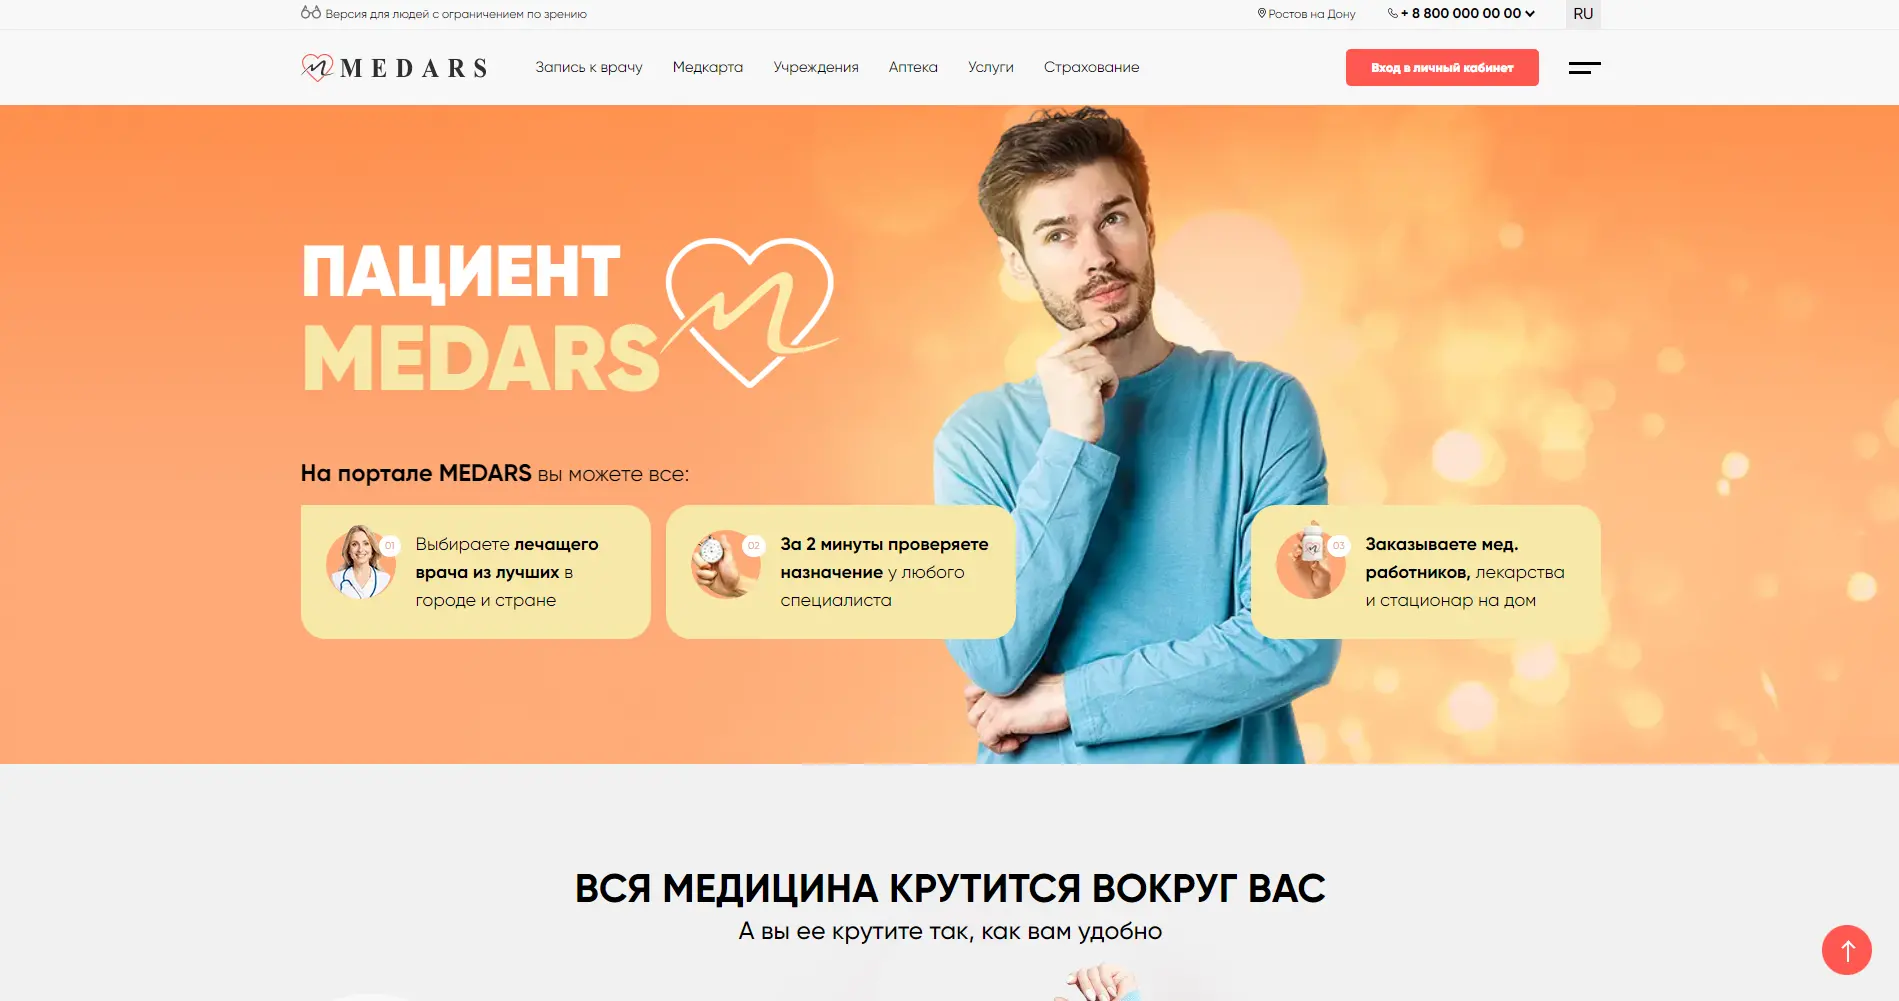 Версия для людей с ограничением по зрению
Ростов на Дону
+ 8 800 000 00 00
RU
MEDARS
Запись к врачу
Медкарта
Учреждения
Аптека
Услуги
Страхование
Вход в личный кабинет
ПАЦИЕНТ
MEDARS
На портале MEDARS вы можете все:
01
Выбираете лечащего
врача из лучших в
городе и стране
02
За 2 минуты проверяете
назначение у любого
специалиста
03
Заказываете мед.
работников, лекарства
и стационар на дом
ВСЯ МЕДИЦИНА КРУТИТСЯ ВОКРУГ ВАС
А вы ее крутите так, как вам удобно